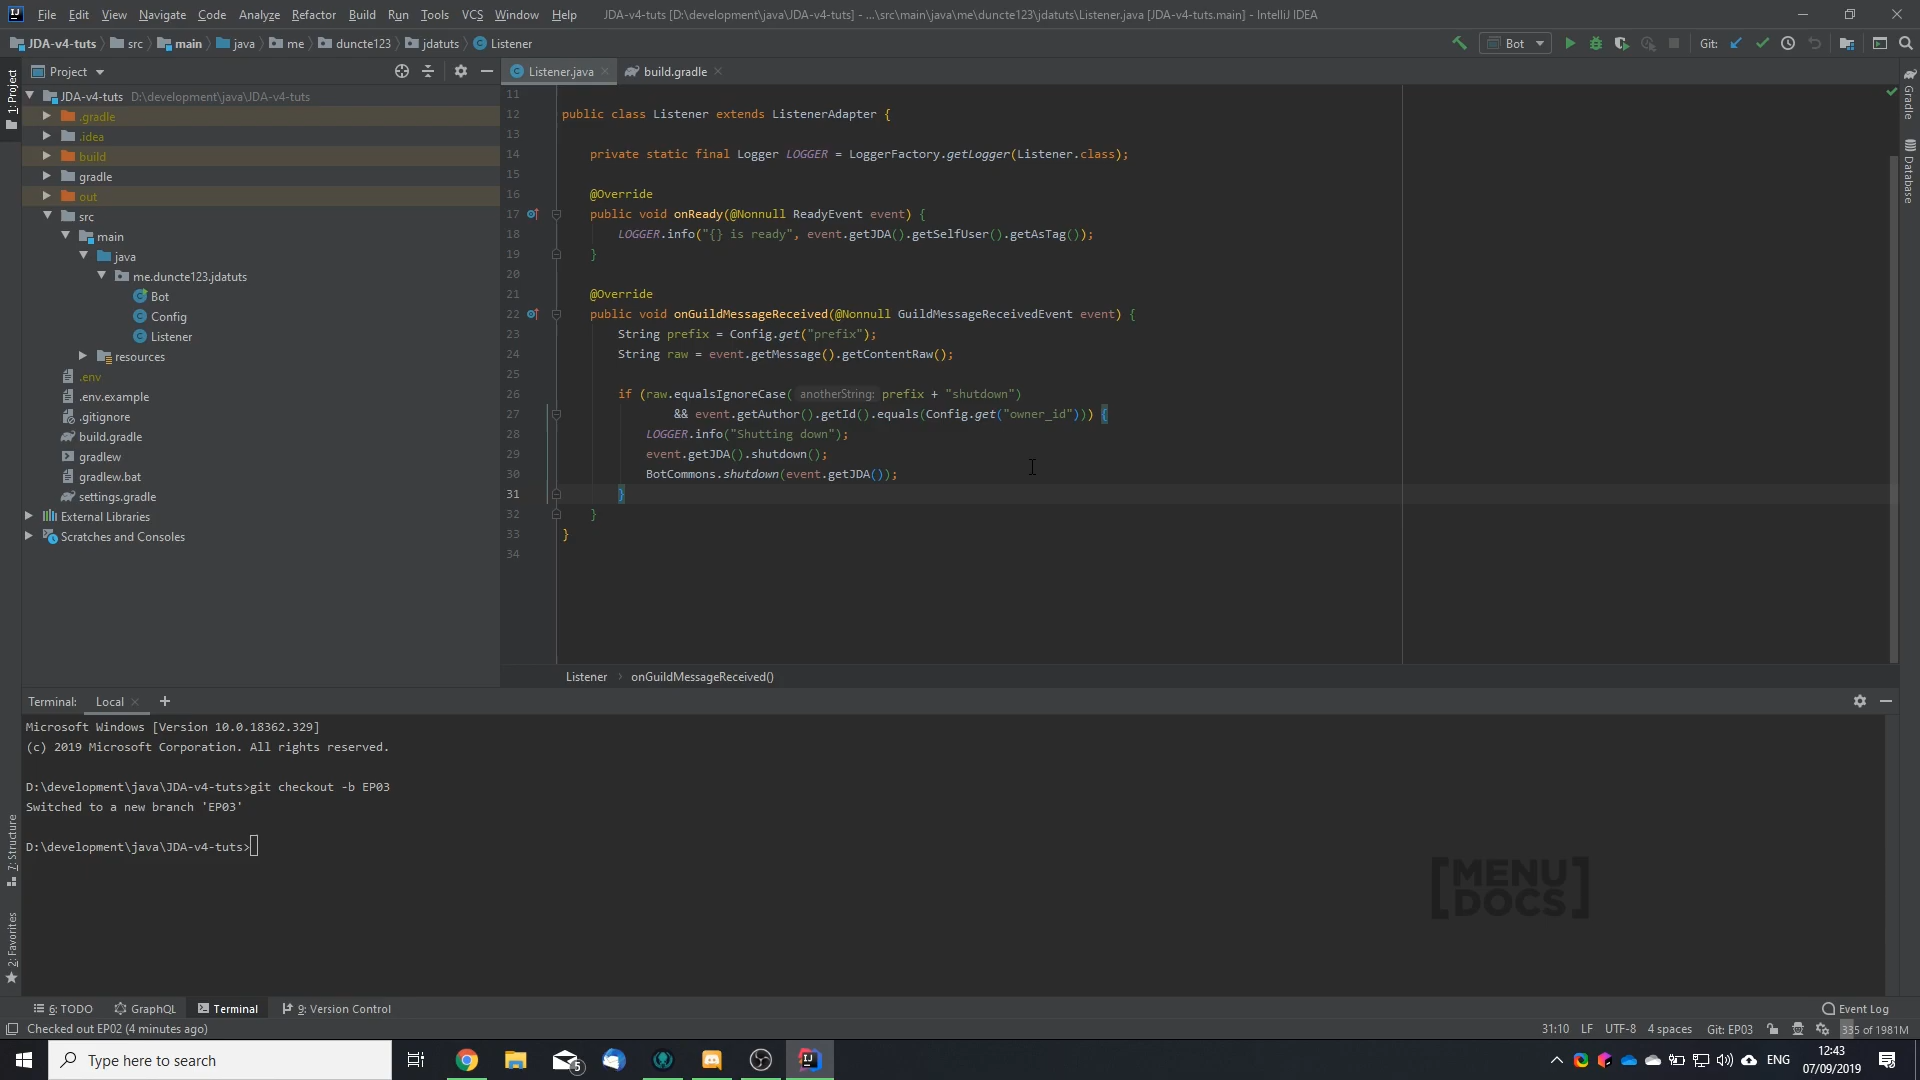 File Edit View Navigate Code Analyze Refactor Build Run Tools VCS Window Help JDA-v4-tuts [D:\development\java\JDA-v4-tuts] - ...\src\main\java\me\duncte123\jdatuts\Listener.java [JDA-v4-tuts.main] - IntelliJ IDEA
JDA-v4-tuts src main java me duncte123 jdatuts Listener Bot Git:
Project Listener.java build.gradle
1: Project
JDA-v4-tuts D:\development\java\JDA-v4-tuts
.gradle
.idea
build
gradle
out
src
main
java
me.duncte123.jdatuts
Bot
Config
Listener
resources
.env
.env.example
.gitignore
build.gradle
gradlew
gradlew.bat
settings.gradle
External Libraries
Scratches and Consoles
11
12 public class Listener extends ListenerAdapter {
13
14 private static final Logger LOGGER = LoggerFactory.getLogger(Listener.class);
15
16 @Override
17 public void onReady(@Nonnull ReadyEvent event) {
18 LOGGER.info("{} is ready", event.getJDA().getSelfUser().getAsTag());
19 }
20
21 @Override
22 public void onGuildMessageReceived(@Nonnull GuildMessageReceivedEvent event) {
23 String prefix = Config.get("prefix");
24 String raw = event.getMessage().getContentRaw();
25
26 if (raw.equalsIgnoreCase( anotherString: prefix + "shutdown")
27 && event.getAuthor().getId().equals(Config.get("owner_id"))) {
28 LOGGER.info("Shutting down");
29 event.getJDA().shutdown();
30 BotCommons.shutdown(event.getJDA());
31 }
32 }
33 }
34
Gradle
Database
Listener onGuildMessageReceived()
Terminal: Local
Microsoft Windows [Version 10.0.18362.329]
(c) 2019 Microsoft Corporation. All rights reserved.
D:\development\java\JDA-v4-tuts>git checkout -b EP03
Switched to a new branch 'EP03'
D:\development\java\JDA-v4-tuts>
[MENU
DOCS]
7: Structure
2: Favorites
6: TODO GraphQL Terminal 9: Version Control Event Log
Checked out EP02 (4 minutes ago) 31:10 LF UTF-8 4 spaces Git: EP03 335 of 1981M
Type here to search 5 ENG 12:43
07/09/2019